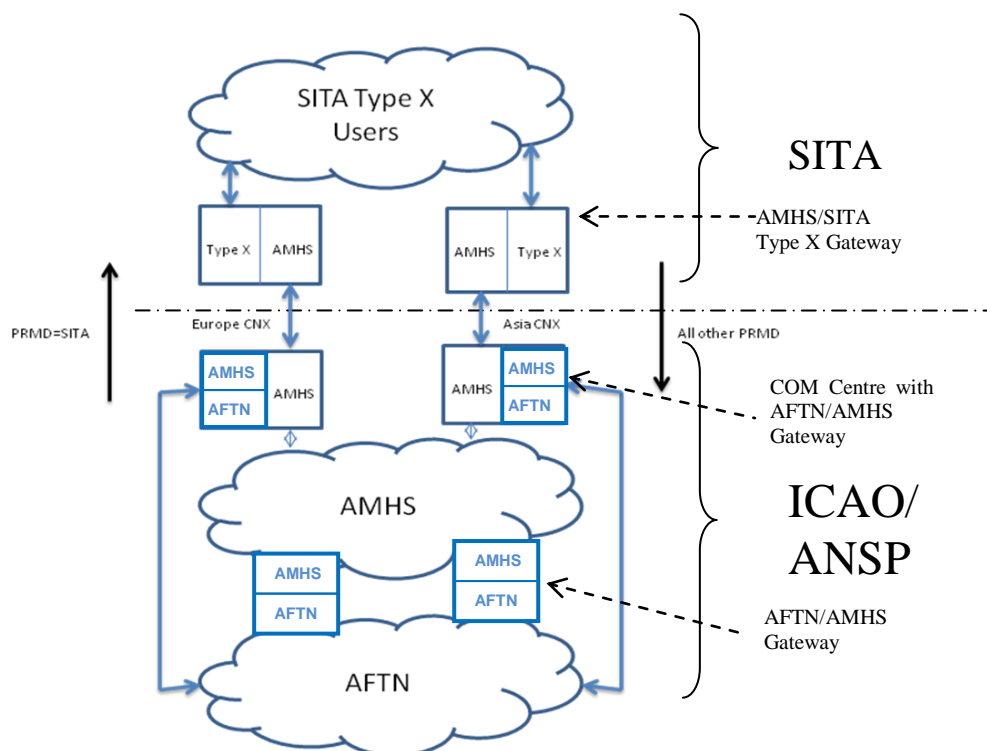 SITA Type X
Users
SITA
AMHS/SITA
Type X Gateway
Type X
AMHS
AMHS
Type X
PRMD=SITA
Europe CNX
Asia CNX
All other PRMD
AMHS
AFTN
AMHS
AMHS
AMHS
AFTN
COM Centre with
AFTN/AMHS
Gateway
AMHS
ICAO/
ANSP
AMHS
AFTN
AMHS
AFTN
AFTN/AMHS
Gateway
AFTN